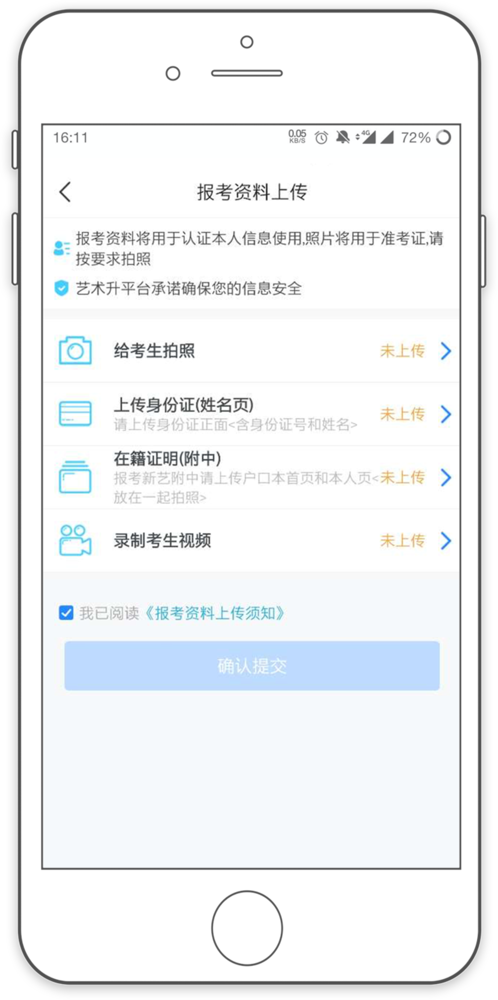 16:11
0.05
KB/S
4G
72%
报考资料上传
报考资料将用于认证本人信息使用,照片将用于准考证,请
按要求拍照
艺术升平台承诺确保您的信息安全
给考生拍照
未上传
上传身份证(姓名页)
请上传身份证正面<含身份证号和姓名>
未上传
在籍证明(附中)
报考新艺附中请上传户口本首页和本人页<
放在一起拍照>
未上传
录制考生视频
未上传
我已阅读《报考资料上传须知》
确认提交